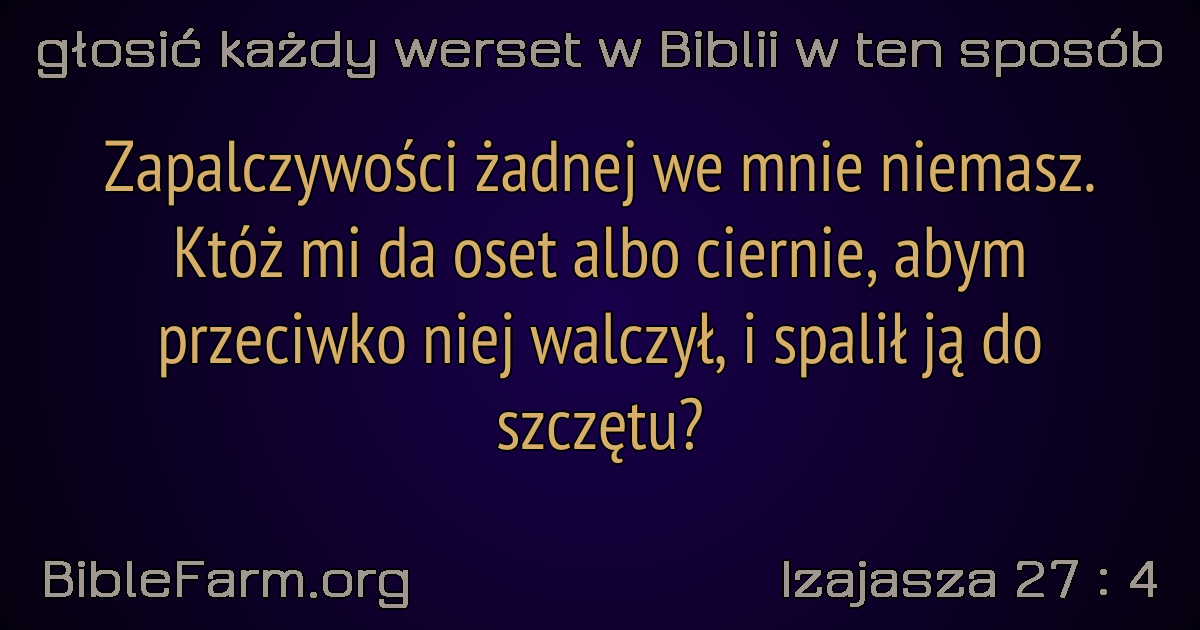 głosić każdy werset w Biblii w ten sposób
Zapalczywości żadnej we mnie niemasz.
Któż mi da oset albo ciernie, abym
przeciwko niej walczył, i spalił ją do
szczętu?
BibleFarm.org
Izajasza 27 : 4